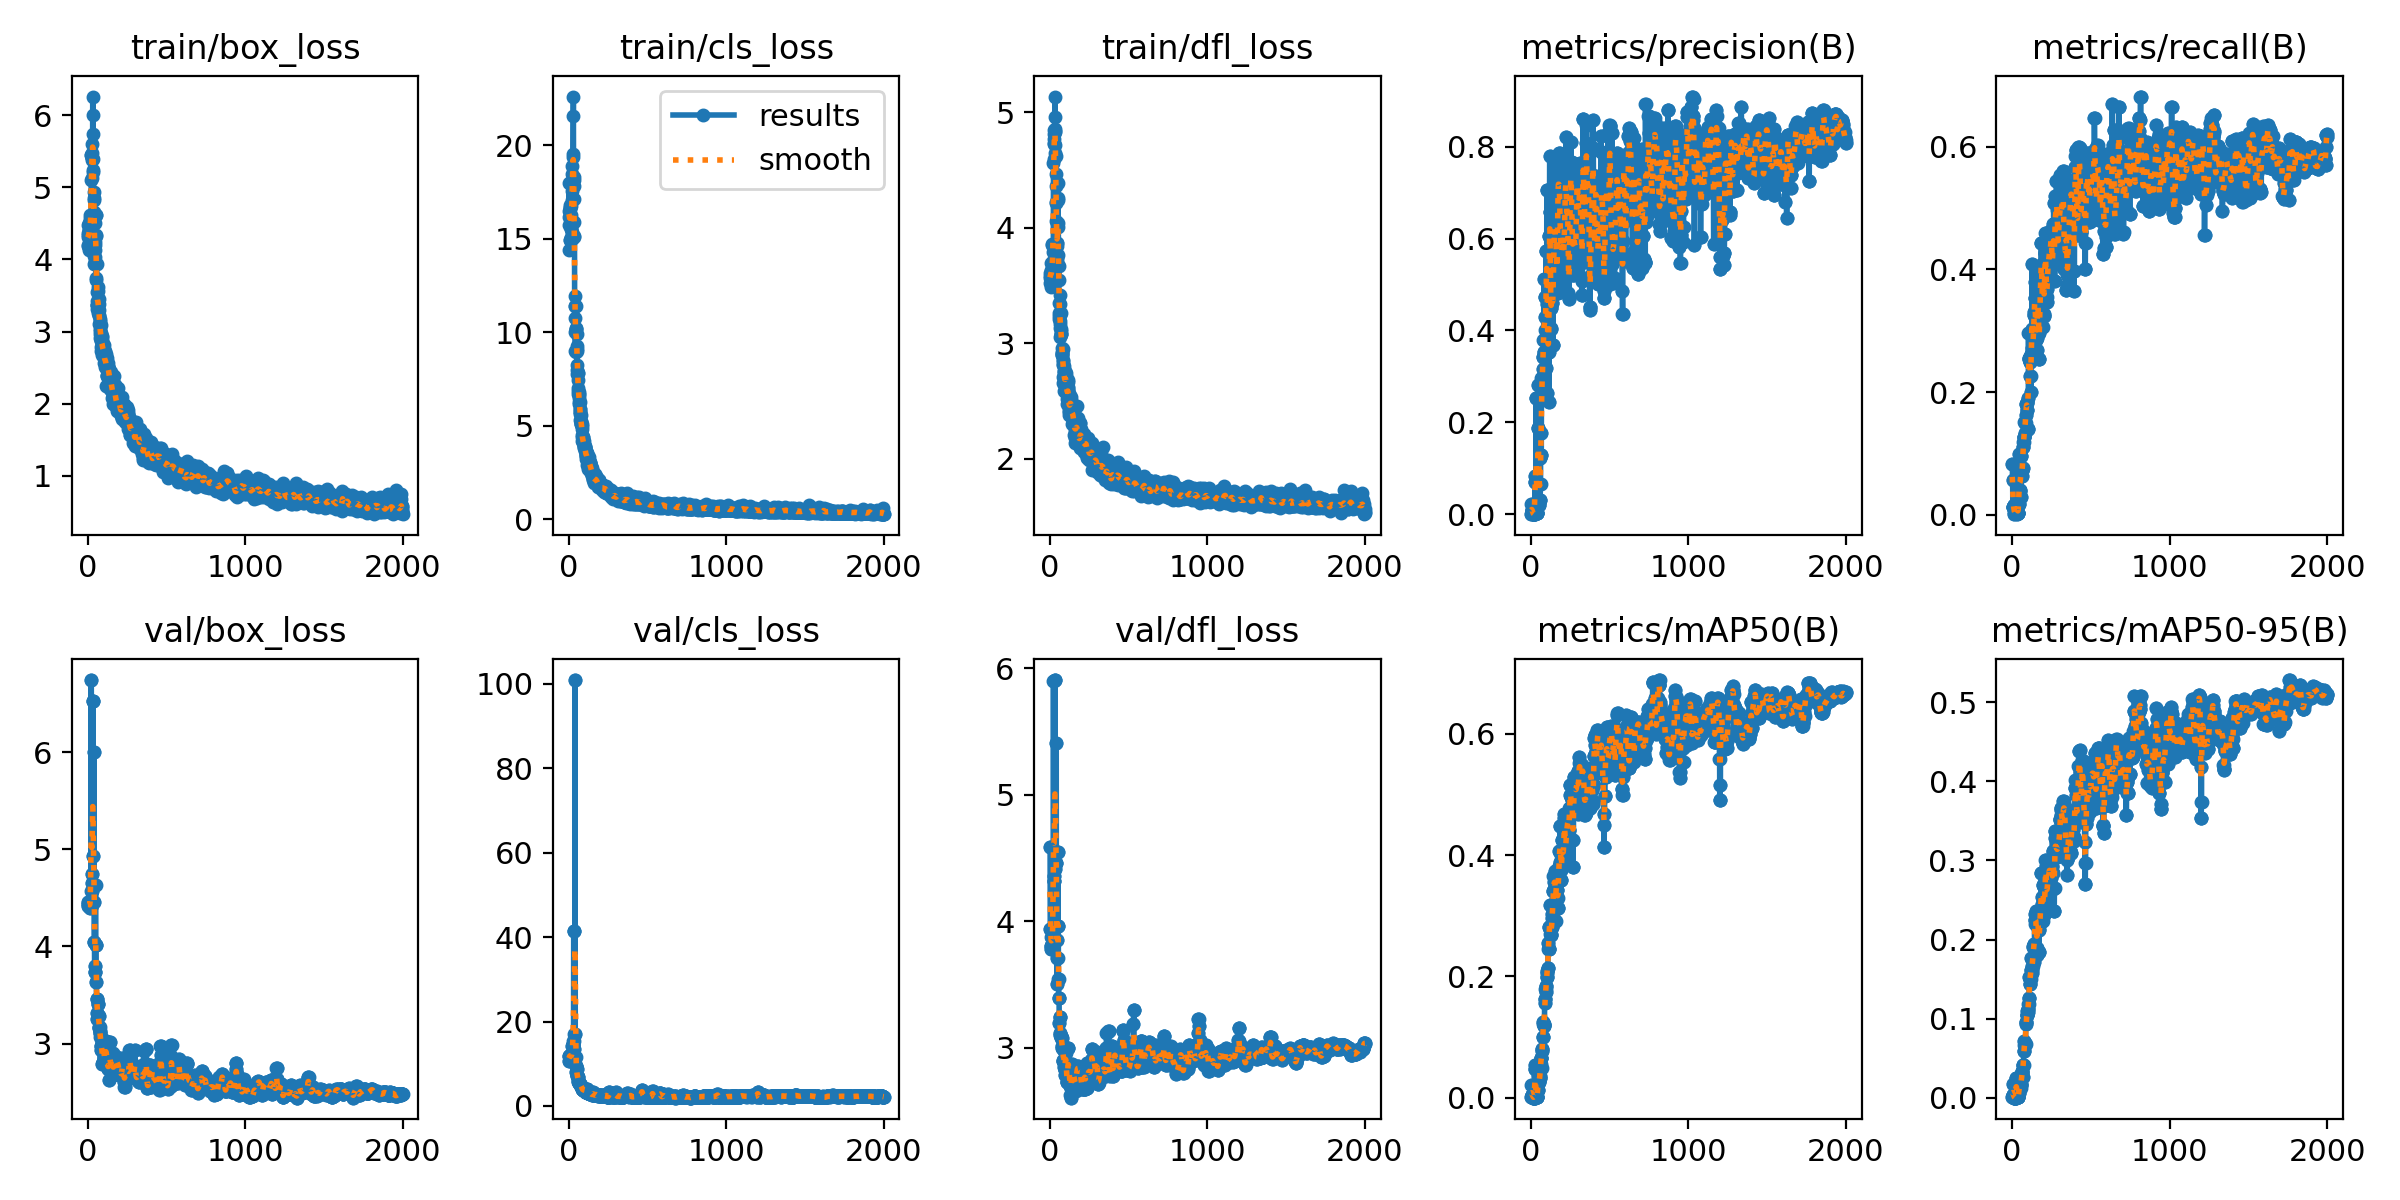 train/box_loss
train/cls_loss
train/dfl_loss
metrics/precision(B)
metrics/recall(B)
6
5
4
3
2
1
0 1000 2000
results
smooth
20
15
10
5
0
0 1000 2000
5
4
3
2
0 1000 2000
0.8
0.6
0.4
0.2
0.0
0 1000 2000
0.6
0.4
0.2
0.0
0 1000 2000
val/box_loss
val/cls_loss
val/dfl_loss
metrics/mAP50(B)
metrics/mAP50-95(B)
6
5
4
3
0 1000 2000
100
80
60
40
20
0
0 1000 2000
6
5
4
3
0 1000 2000
0.6
0.4
0.2
0.0
0 1000 2000
0.5
0.4
0.3
0.2
0.1
0.0
0 1000 2000